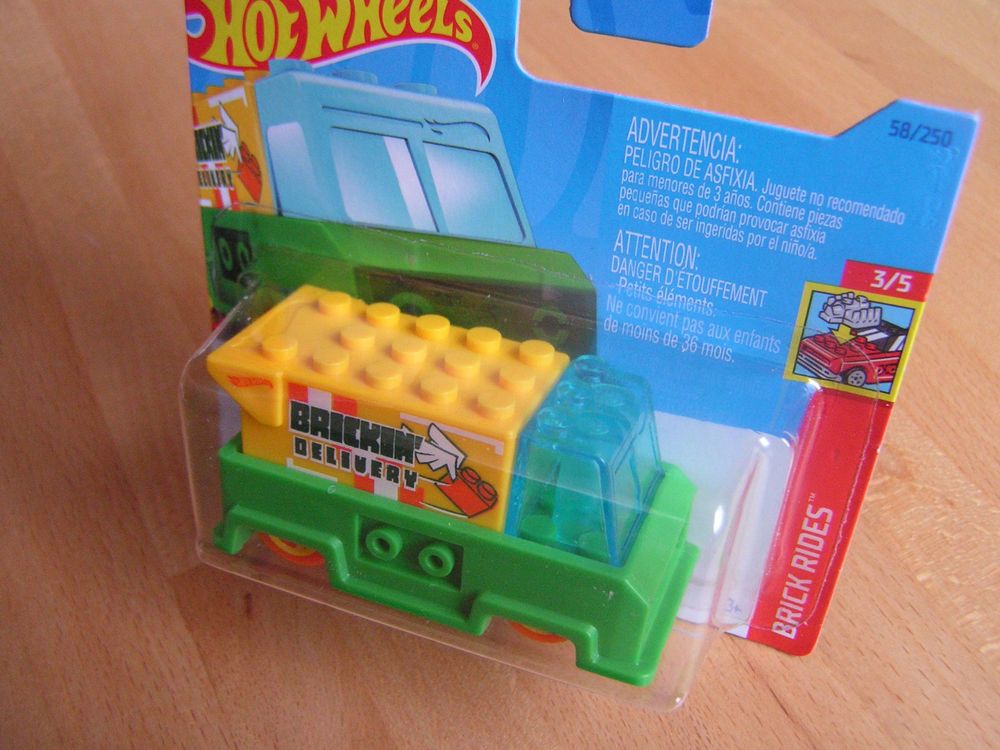 HOT WHEELS
58/250
ADVERTENCIA:
PELIGRO DE ASFIXIA. Juguete no recomendado
para menores de 3 años. Contiene piezas
pequeñas que podrían provocar asfixia
en caso de ser ingeridas por el niño/a.
ATTENTION:
DANGER D'ÉTOUFFEMENT
Petits éléments.
Ne convient pas aux enfants
de moins de 36 mois.
3/5
BRICKIN'
DELIVERY
BRICK RIDES™
3+